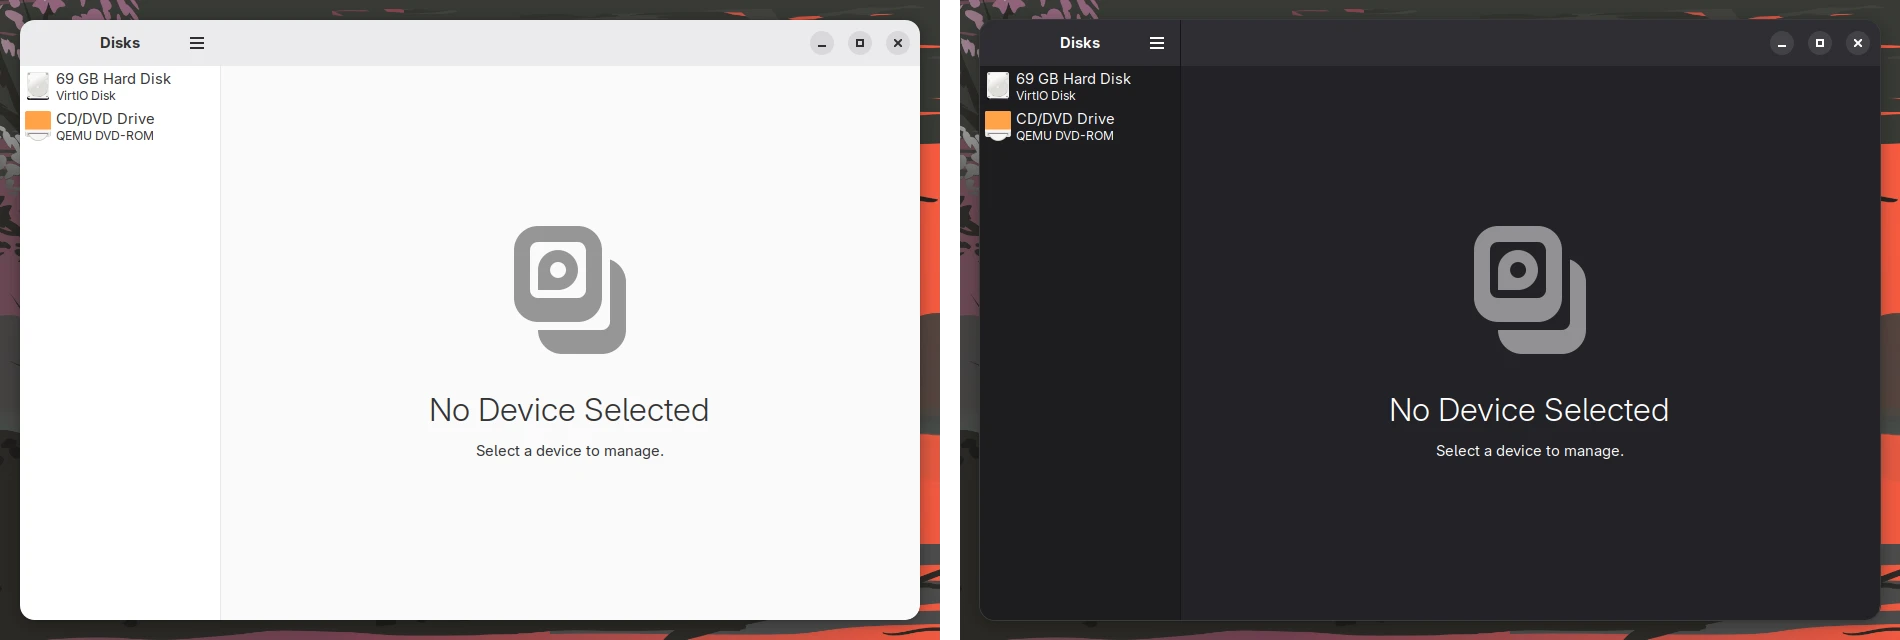 Disks
69 GB Hard Disk
VirtIO Disk
CD/DVD Drive
QEMU DVD-ROM
No Device Selected
Select a device to manage.
Disks
69 GB Hard Disk
VirtIO Disk
CD/DVD Drive
QEMU DVD-ROM
No Device Selected
Select a device to manage.